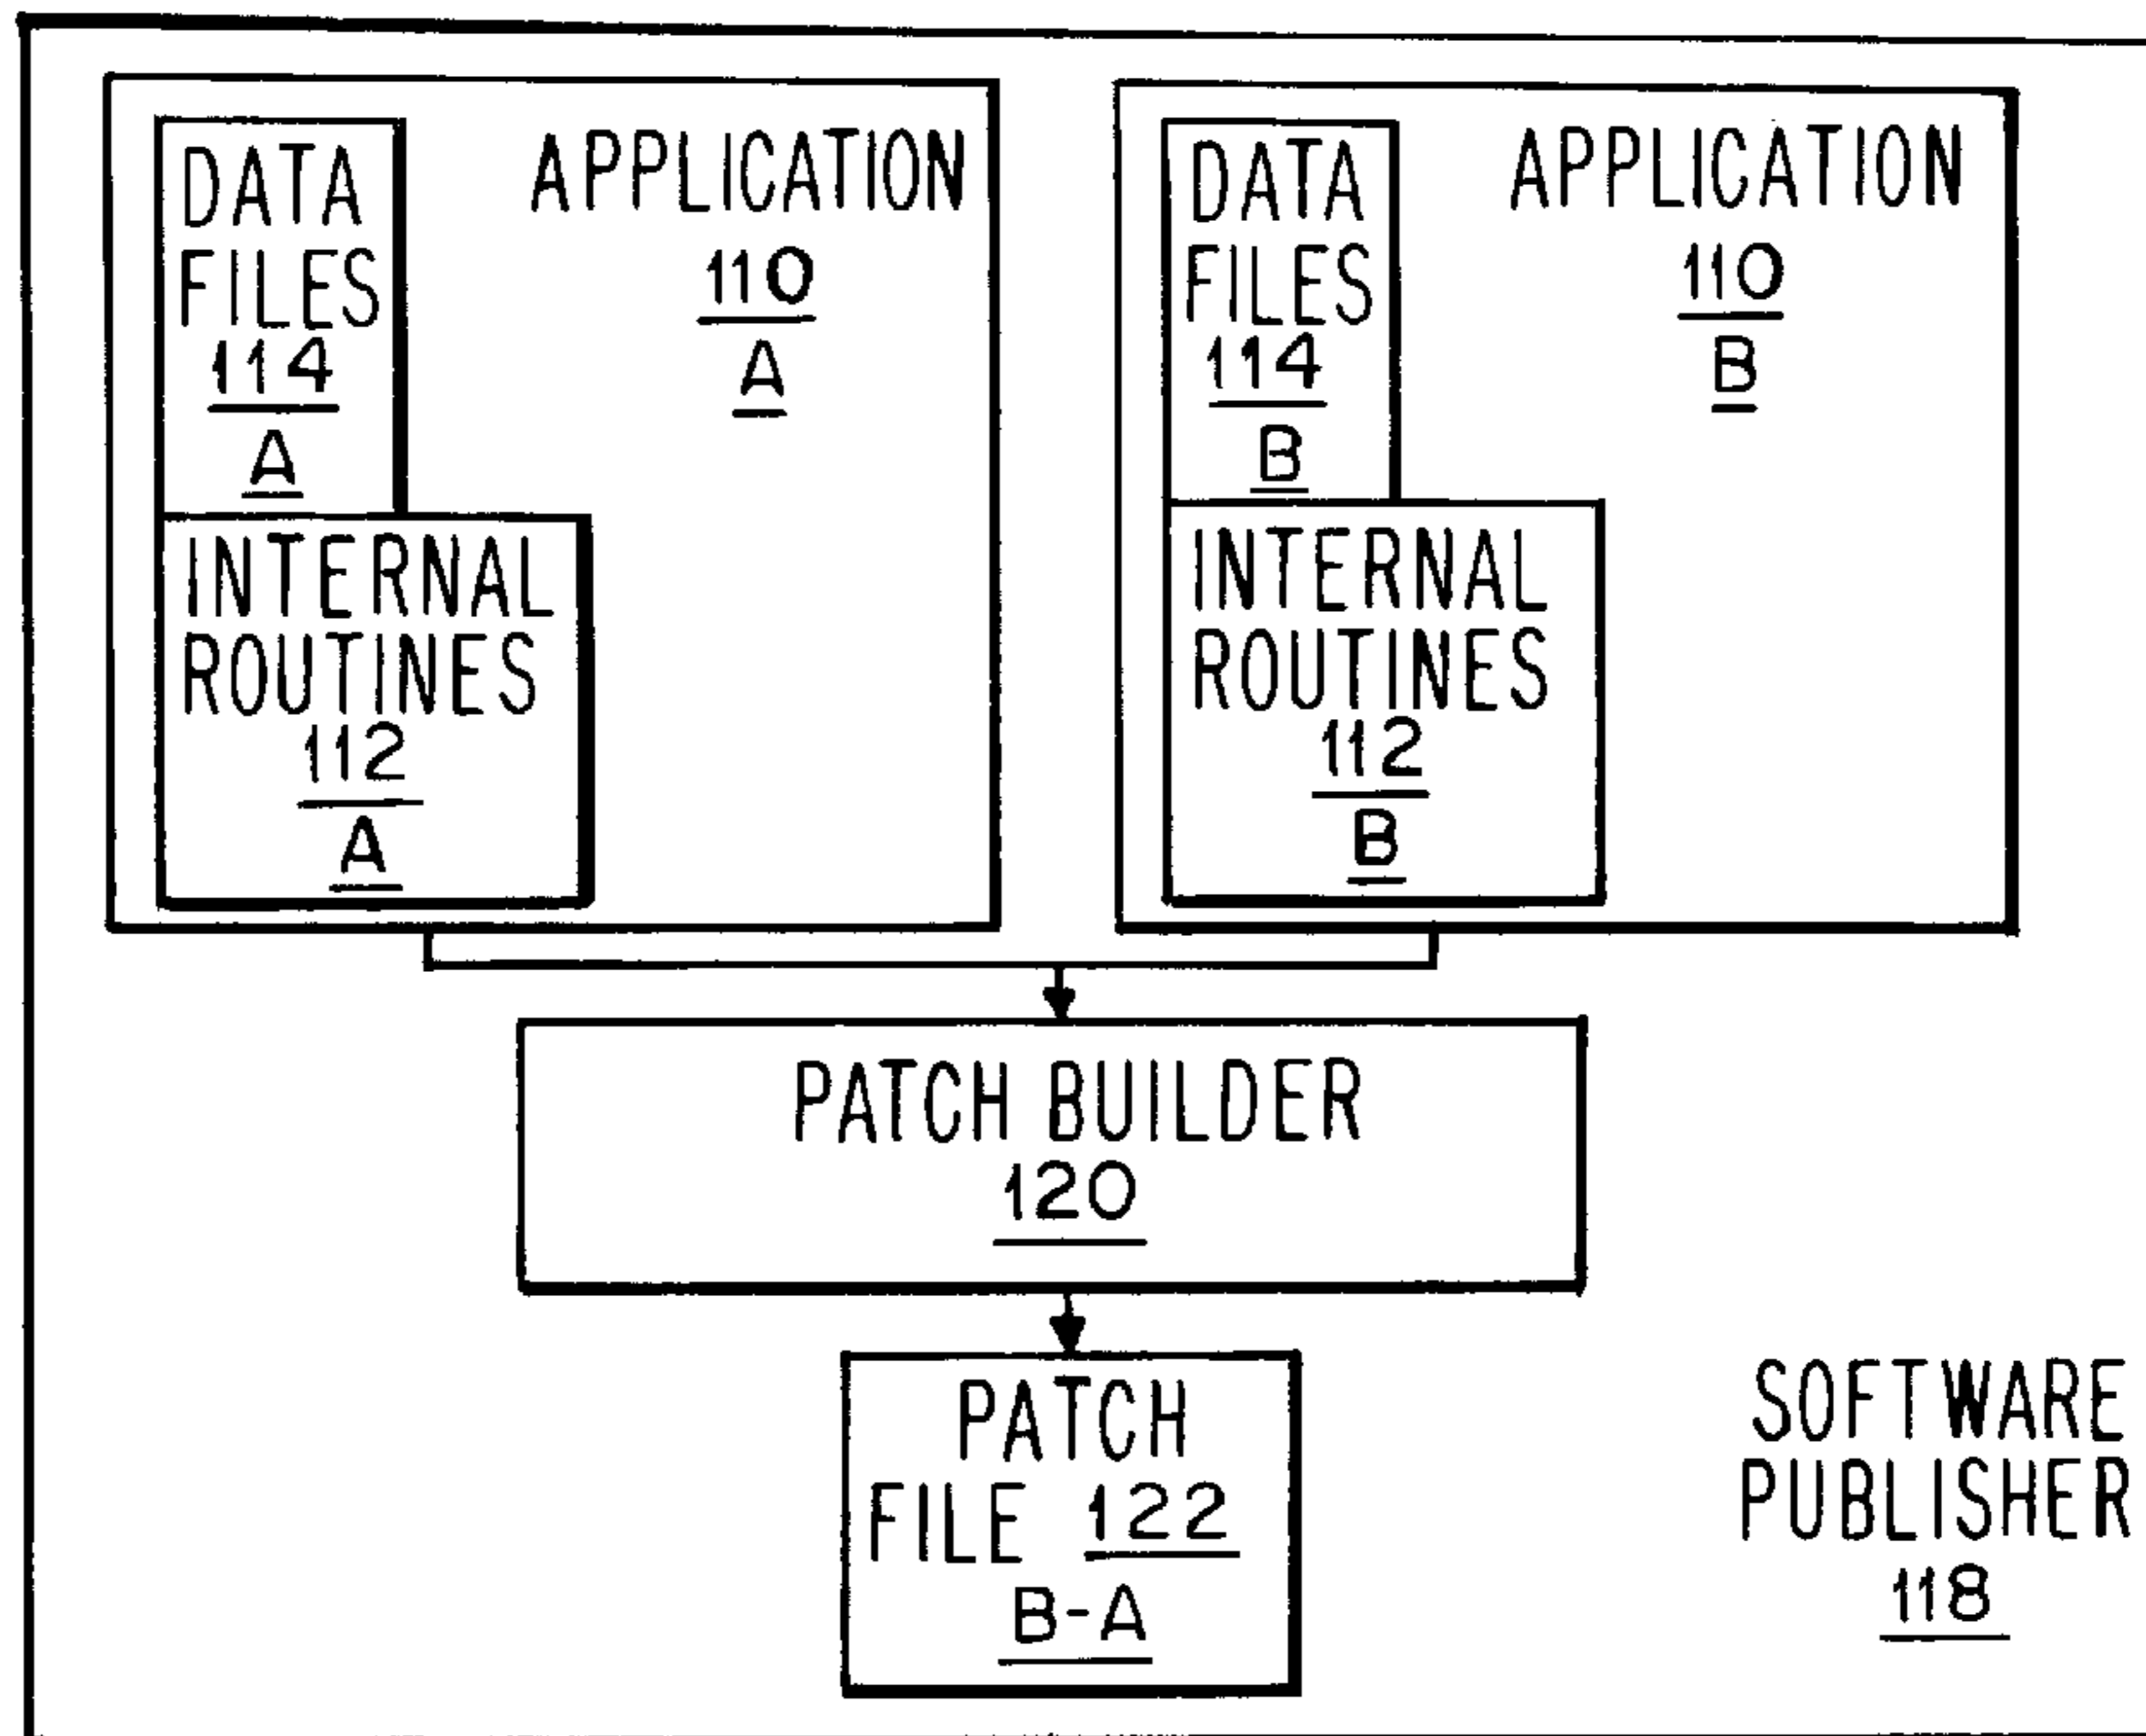 DATA
FILES
114
A
APPLICATION
110
A
INTERNAL
ROUTINES
112
A
DATA
FILES
114
B
APPLICATION
110
B
INTERNAL
ROUTINES
112
B
PATCH BUILDER
120
PATCH
FILE 122
B-A
SOFTWARE
PUBLISHER
118